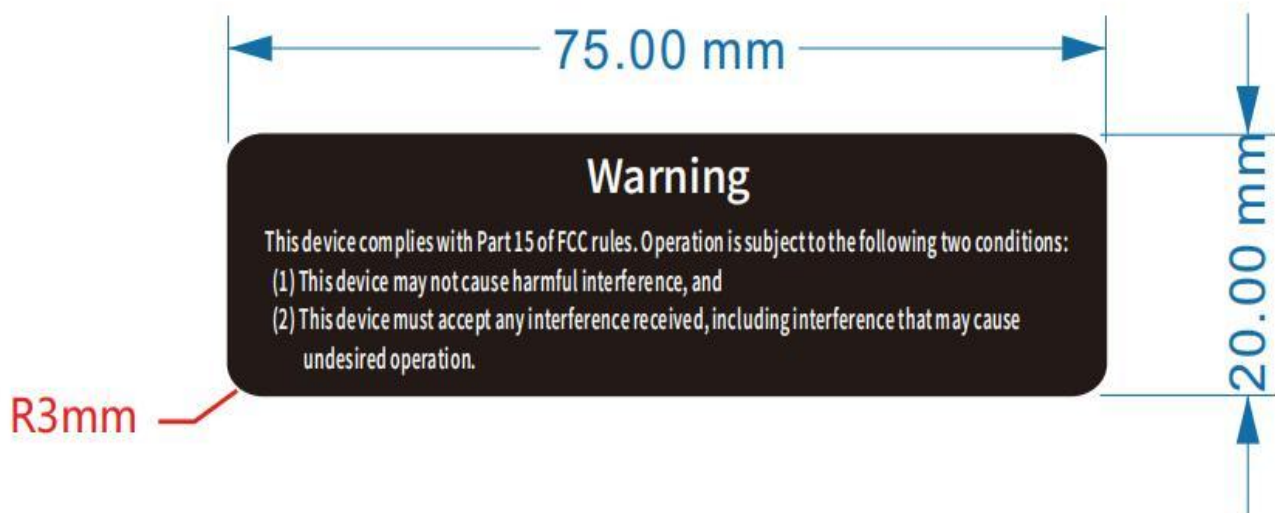 75.00 mm
Warning
This device complies with Part 15 of FCC rules. Operation is subject to the following two conditions:
(1) This device may not cause harmful interference, and
(2) This device must accept any interference received, including interference that may cause
undesired operation.
20.00 mm
R3mm